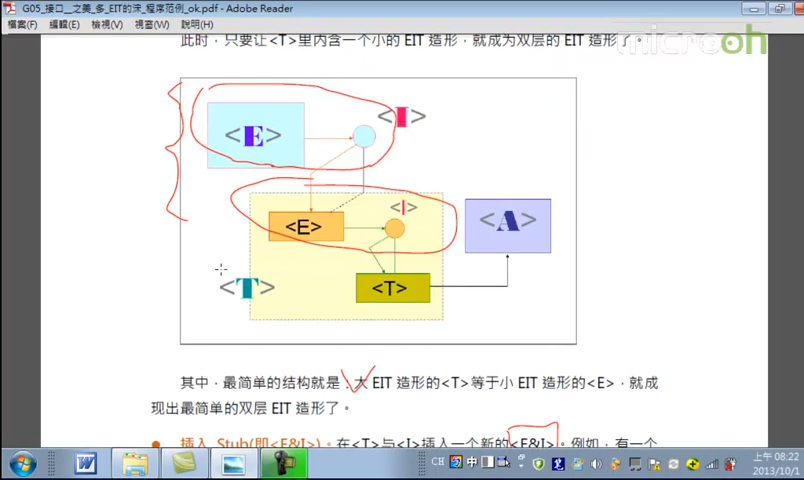 G05_接口__之美_多_EIT的沫_程序范例_ok.pdf - Adobe Reader
檔案(F) 編輯(E) 檢視(V) 視窗(W) 說明(H)
此时，只要让<T>里内含一个小的 EIT 造形，就成为双层的 EIT 造形了。
microoh
<E>
<I>
<E>
<I>
<A>
<T>
<T>
其中，最简单的结构就是：大 EIT 造形的<T>等于小 EIT 造形的<E>，就成
现出最简单的双层 EIT 造形了。
● 插入 Stub(即<E&I>)。在<T>与<I>插入一个新的<E&I>。例如，有一个
CH 中 上午 08:22
2013/10/1